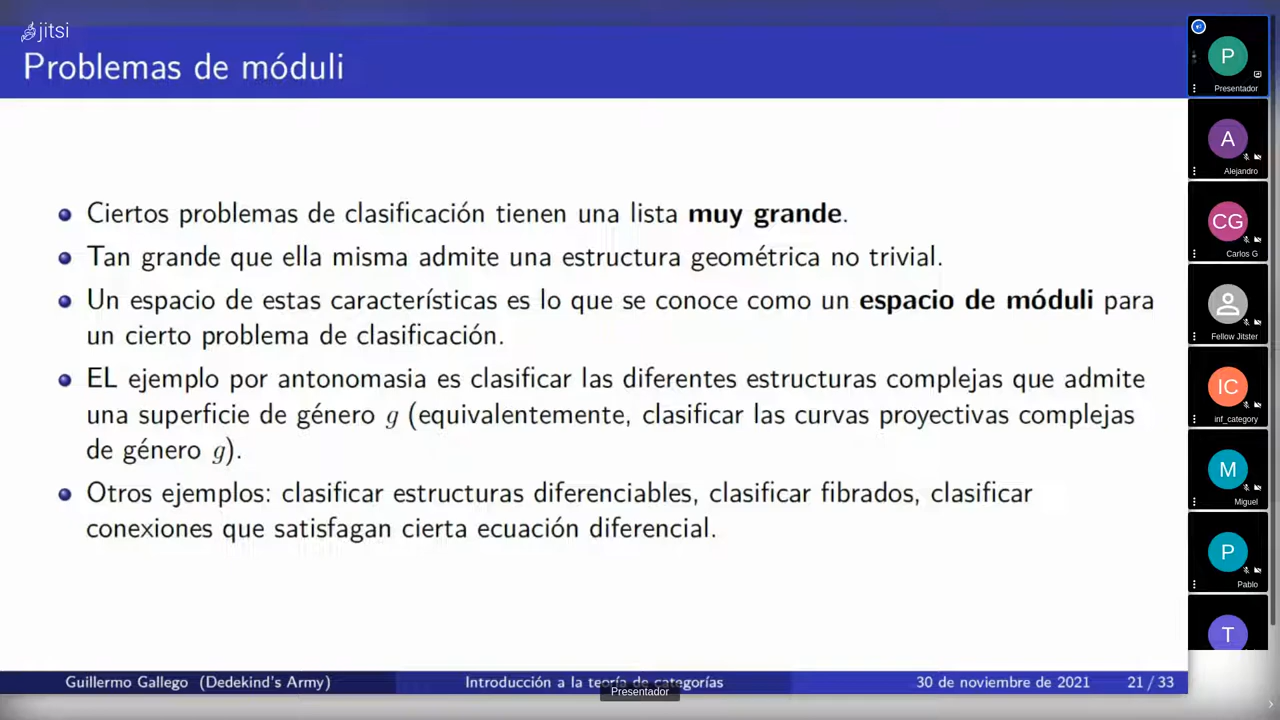 jitsi
Problemas de móduli
Ciertos problemas de clasificación tienen una lista muy grande.
Tan grande que ella misma admite una estructura geométrica no trivial.
Un espacio de estas características es lo que se conoce como un espacio de móduli para
un cierto problema de clasificación.
EL ejemplo por antonomasia es clasificar las diferentes estructuras complejas que admite
una superficie de género g (equivalentemente, clasificar las curvas proyectivas complejas
de género g).
Otros ejemplos: clasificar estructuras diferenciables, clasificar fibrados, clasificar
conexiones que satisfagan cierta ecuación diferencial.
Guillermo Gallego (Dedekind's Army)
Introducción a la teoría de categorías
30 de noviembre de 2021
21 / 33
Presentador
P
Presentador
A
Alejandro
CG
Carlos G
Fellow Jitster
IC
inf_category
M
Miguel
P
Pablo
T